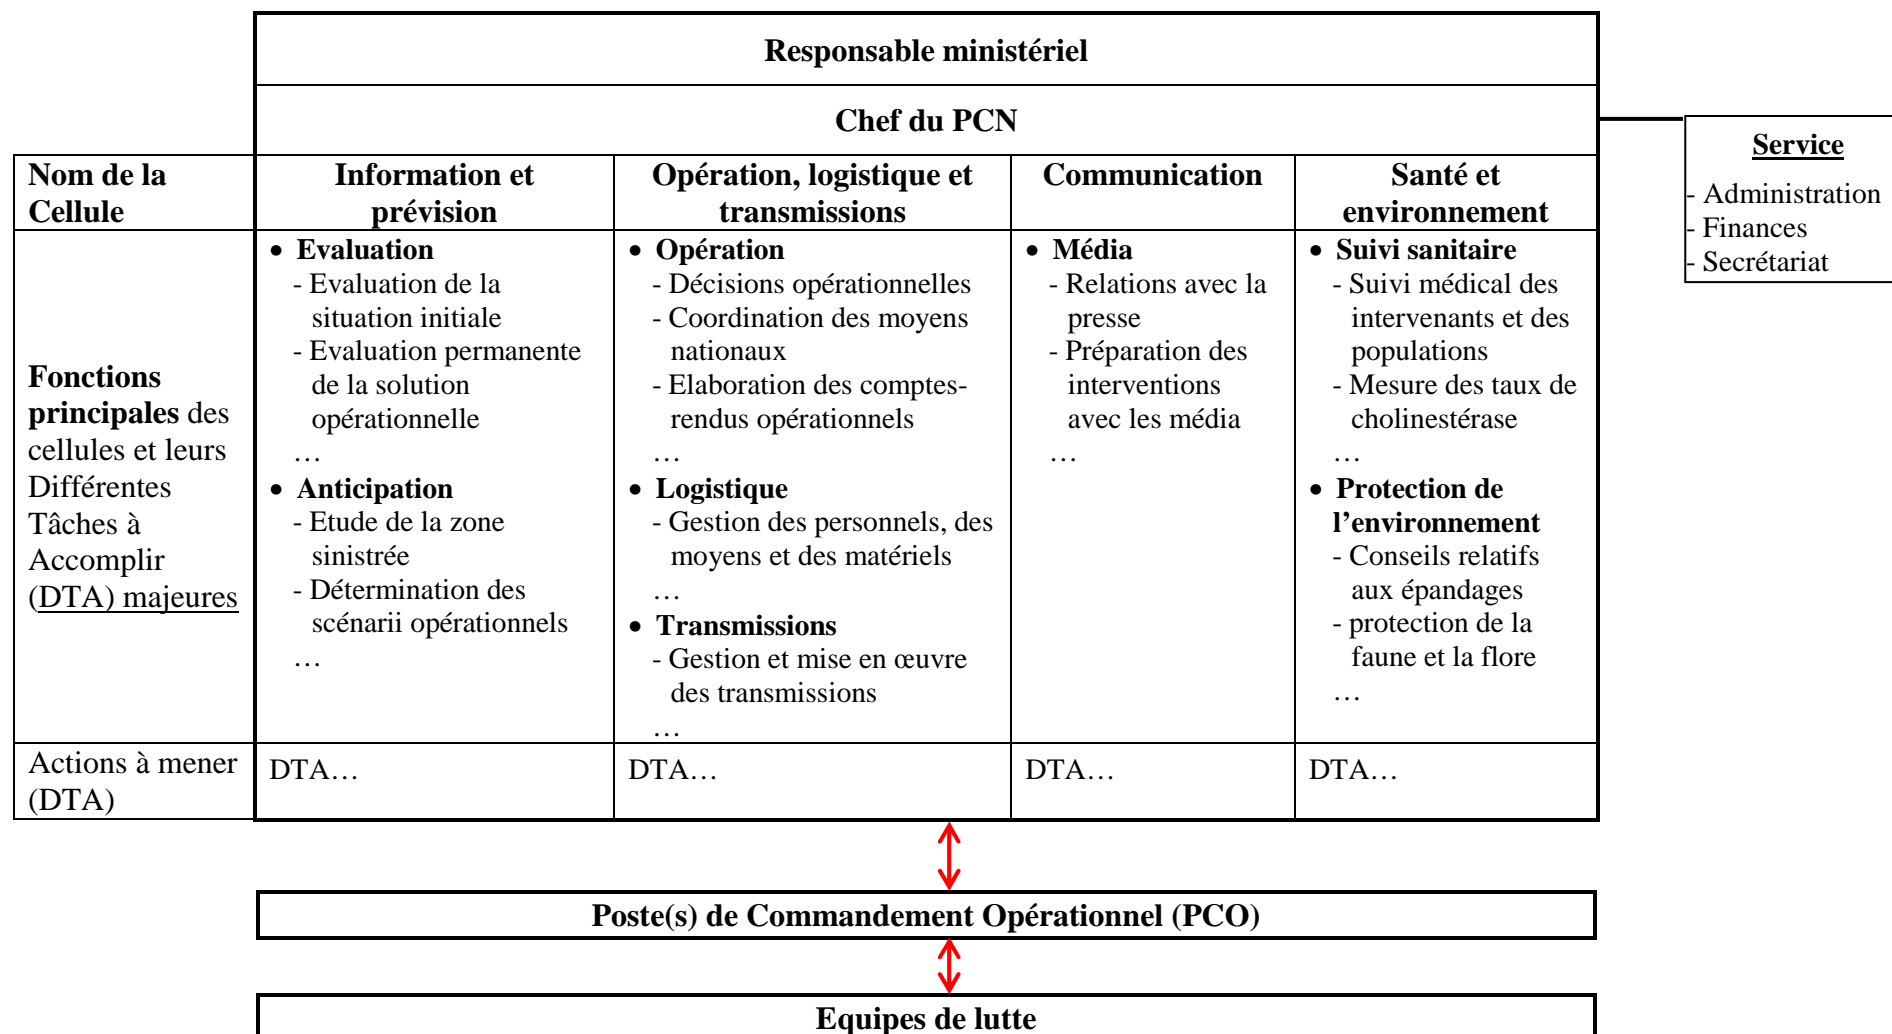 Responsable ministériel
Chef du PCN
Service
- Administration
- Finances
- Secrétariat
Nom de la
Cellule
Information et
prévision
Opération, logistique et
transmissions
Communication
Santé et
environnement
Fonctions
principales des
cellules et leurs
Différentes
Tâches à
Accomplir
(DTA) majeures
• Evaluation
- Evaluation de la
situation initiale
- Evaluation permanente
de la solution
opérationnelle
…
• Anticipation
- Etude de la zone
sinistrée
- Détermination des
scénarii opérationnels
…
• Opération
- Décisions opérationnelles
- Coordination des moyens
nationaux
- Elaboration des comptes-
rendus opérationnels
…
• Logistique
- Gestion des personnels, des
moyens et des matériels
…
• Transmissions
- Gestion et mise en œuvre
des transmissions
…
• Média
- Relations avec la
presse
- Préparation des
interventions
avec les média
…
• Suivi sanitaire
- Suivi médical des
intervenants et des
populations
- Mesure des taux de
cholinestérase
…
• Protection de
l’environnement
- Conseils relatifs
aux épandages
- protection de la
faune et la flore
…
Actions à mener
(DTA)
DTA…
DTA…
DTA…
DTA…
Poste(s) de Commandement Opérationnel (PCO)
Equipes de lutte